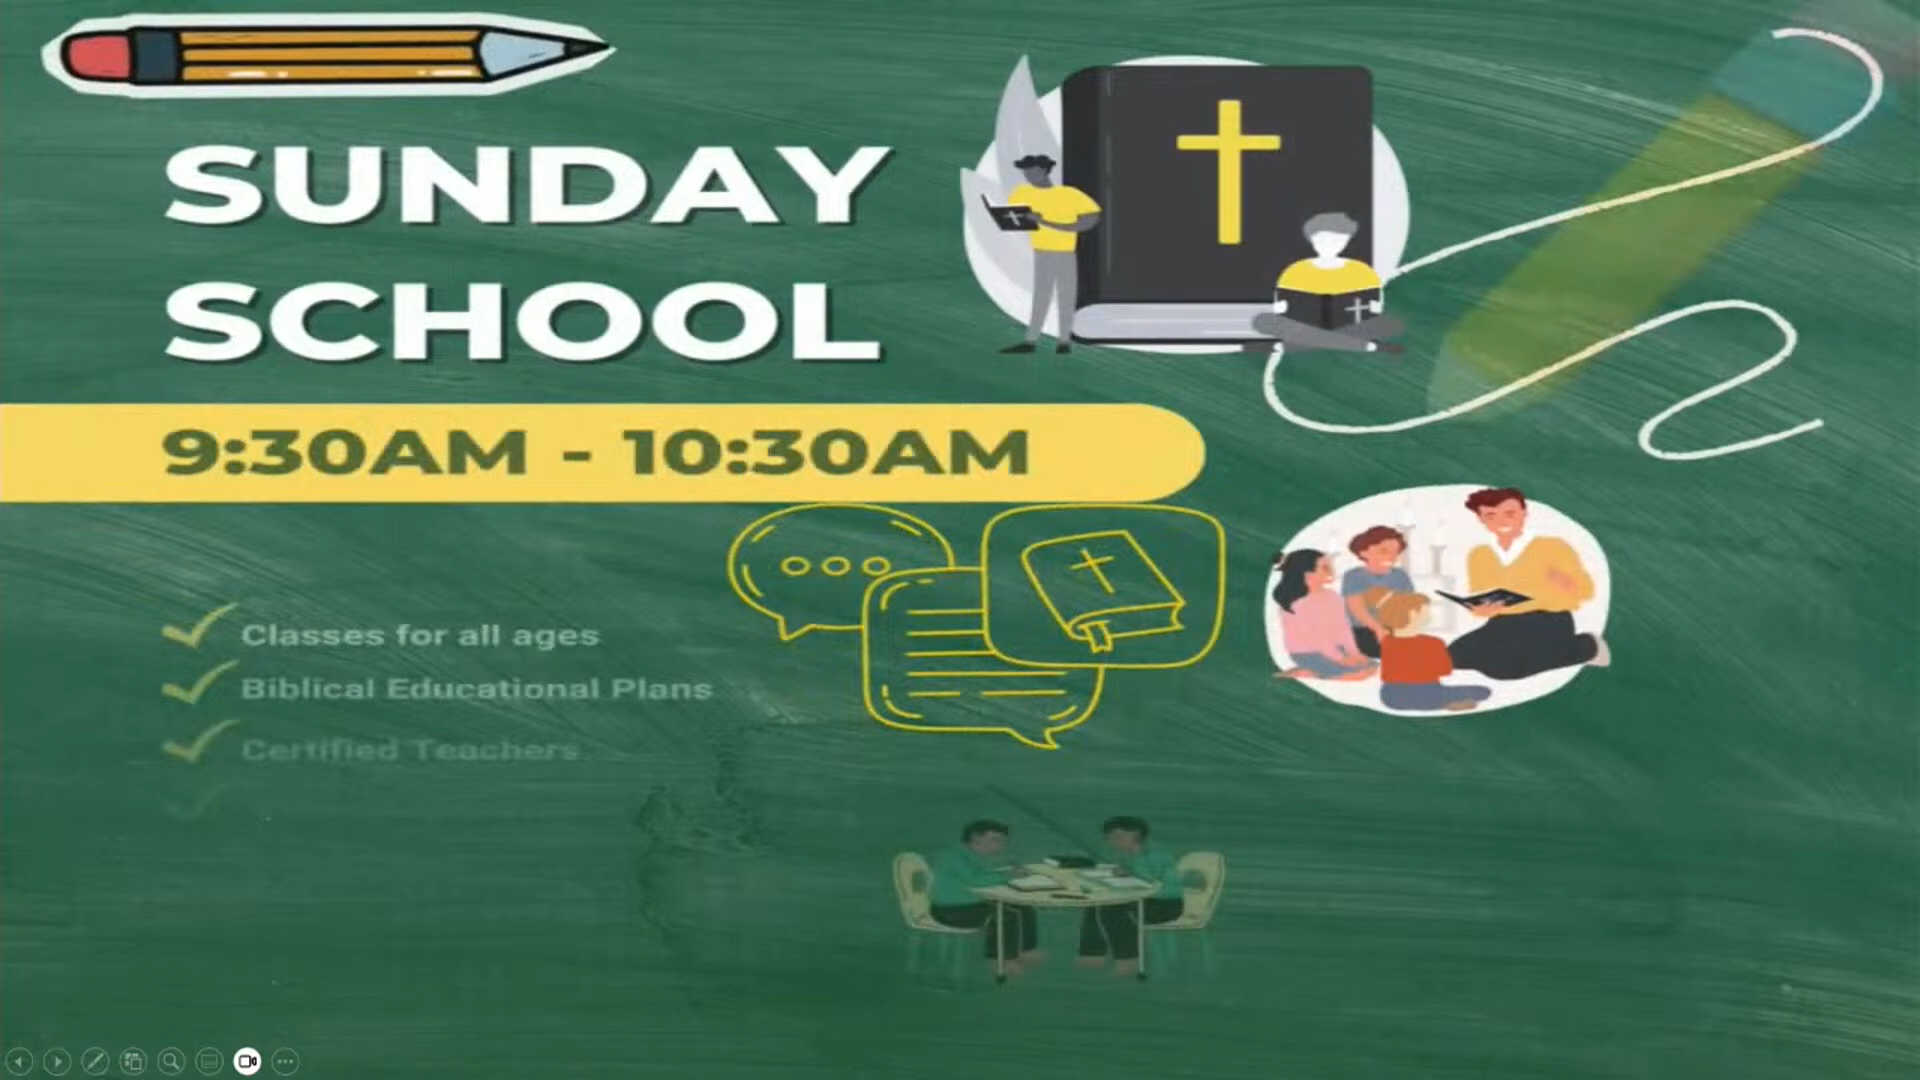 SUNDAY
SCHOOL
9:30AM - 10:30AM
Classes for all ages
Biblical Educational Plans
Certified Teachers